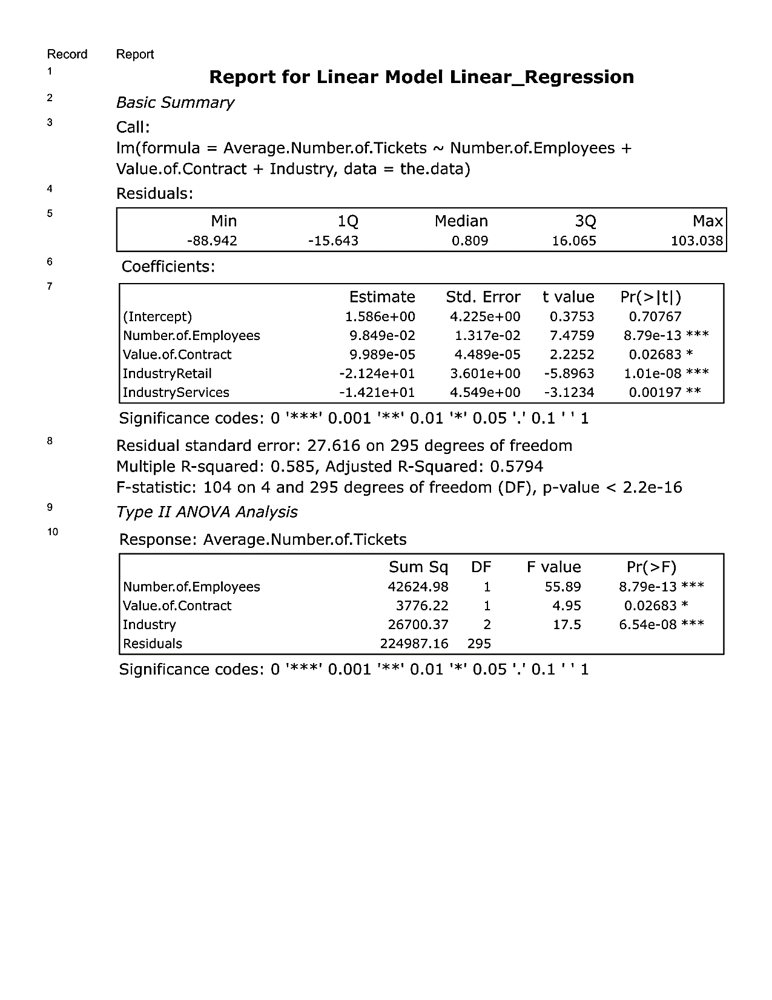 Record Report
1 Report for Linear Model Linear_Regression
2 Basic Summary
3 Call:
lm(formula = Average.Number.of.Tickets ~ Number.of.Employees +
Value.of.Contract + Industry, data = the.data)
4 Residuals:
5 Min 1Q Median 3Q Max
-88.942 -15.643 0.809 16.065 103.038
6 Coefficients:
7 Estimate Std. Error t value Pr(>|t|)
(Intercept) 1.586e+00 4.225e+00 0.3753 0.70767
Number.of.Employees 9.849e-02 1.317e-02 7.4759 8.79e-13 ***
Value.of.Contract 9.989e-05 4.489e-05 2.2252 0.02683 *
IndustryRetail -2.124e+01 3.601e+00 -5.8963 1.01e-08 ***
IndustryServices -1.421e+01 4.549e+00 -3.1234 0.00197 **
Significance codes: 0 '***' 0.001 '**' 0.01 '*' 0.05 '.' 0.1 ' ' 1
8 Residual standard error: 27.616 on 295 degrees of freedom
Multiple R-squared: 0.585, Adjusted R-Squared: 0.5794
F-statistic: 104 on 4 and 295 degrees of freedom (DF), p-value < 2.2e-16
9 Type II ANOVA Analysis
10 Response: Average.Number.of.Tickets
Sum Sq DF F value Pr(>F)
Number.of.Employees 42624.98 1 55.89 8.79e-13 ***
Value.of.Contract 3776.22 1 4.95 0.02683 *
Industry 26700.37 2 17.5 6.54e-08 ***
Residuals 224987.16 295
Significance codes: 0 '***' 0.001 '**' 0.01 '*' 0.05 '.' 0.1 ' ' 1